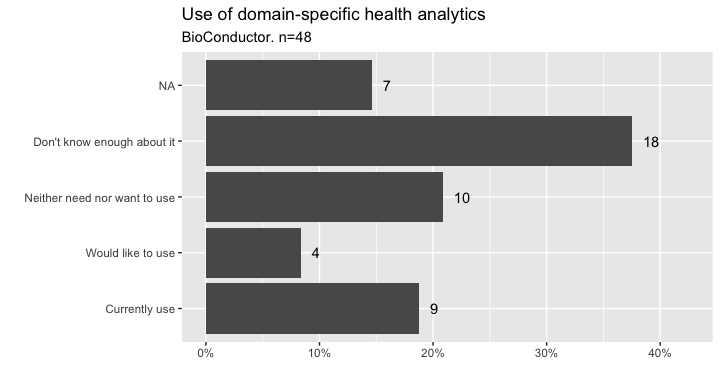 Use of domain-specific health analytics
BioConductor. n=48
NA
7
Don't know enough about it
18
Neither need nor want to use
10
Would like to use
4
Currently use
9
0%
10%
20%
30%
40%